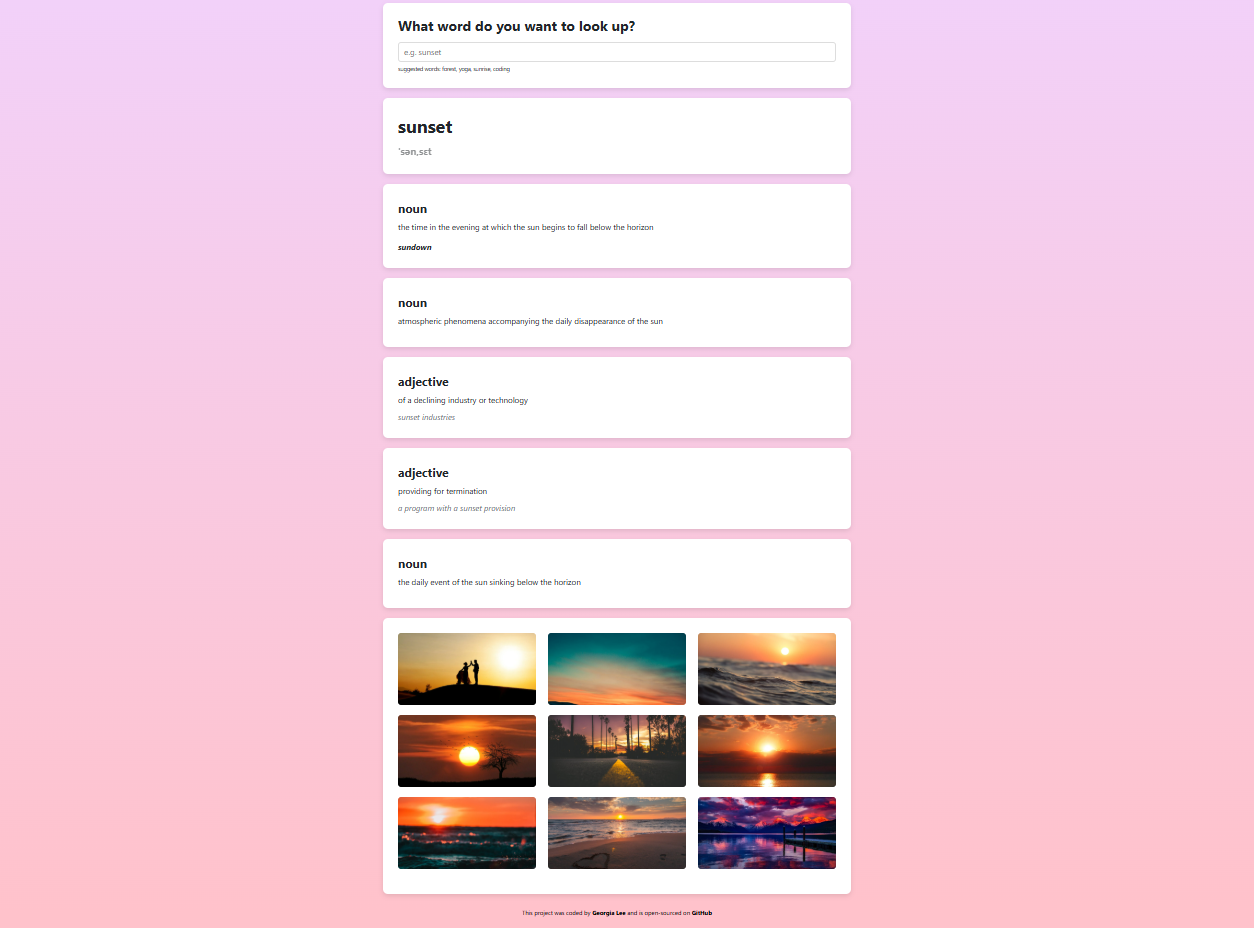 What word do you want to look up?
e.g. sunset
suggested words: forest, yoga, sunrise, coding
sunset
ˈsən,sɛt
noun
the time in the evening at which the sun begins to fall below the horizon
sundown
noun
atmospheric phenomena accompanying the daily disappearance of the sun
adjective
of a declining industry or technology
sunset industries
adjective
providing for termination
a program with a sunset provision
noun
the daily event of the sun sinking below the horizon
This project was coded by Georgia Lee and is open-sourced on GitHub